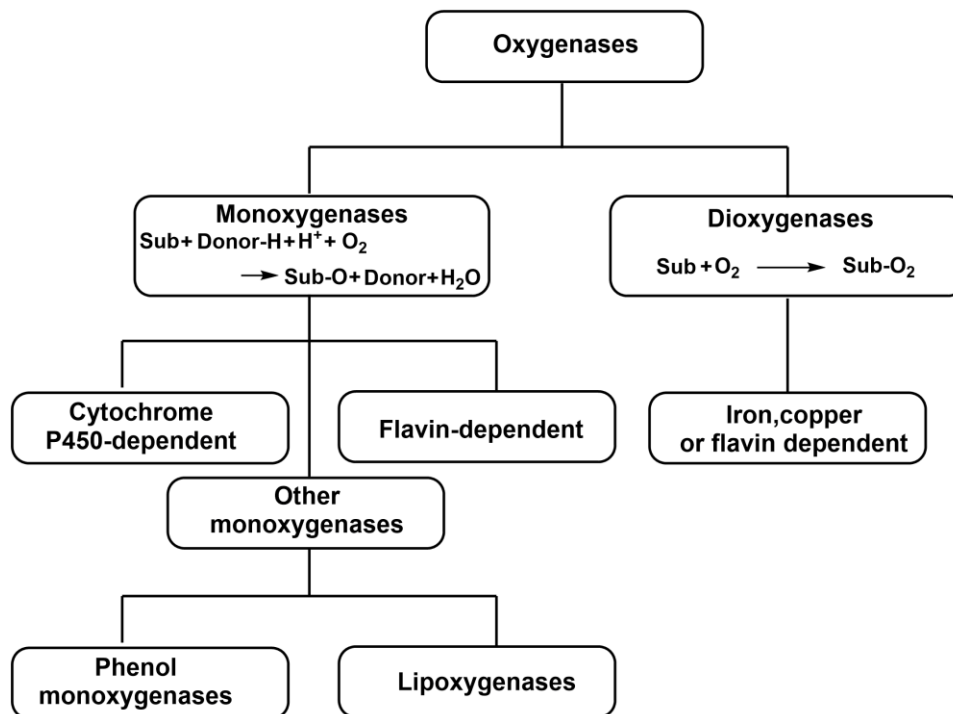 Oxygenases
Monoxygenases
Sub+ Donor-H+H⁺+ O₂
→ Sub-O+Donor+H₂O
Dioxygenases
Sub+O₂ → Sub-O₂
Cytochrome
P450-dependent
Flavin-dependent
Iron,copper
or flavin dependent
Other
monoxygenases
Phenol
monoxygenases
Lipoxygenases